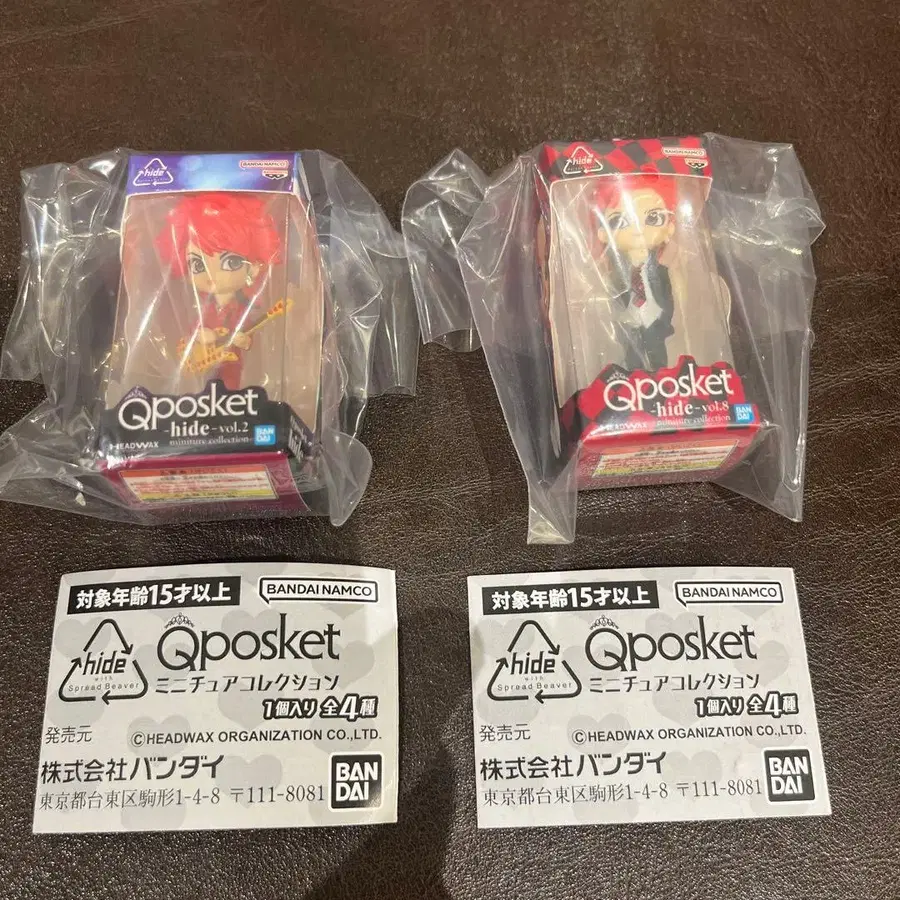 hide
BANDAI NAMCO
Qposket
-hide-vol.2
miniature collection-
HEADWAX
BAN
DAI
hide
BANDAI NAMCO
Qposket
-hide-vol.8
-miniature collection-
HEADWAX
BAN
DAI
対象年齢15才以上
BANDAI NAMCO
hide
with
Spread Beaver
Qposket
ミニチュアコレクション
1個入り 全4種
発売元
©HEADWAX ORGANIZATION CO.,LTD.
株式会社バンダイ
東京都台東区駒形1-4-8 〒111-8081
BAN
DAI
対象年齢15才以上
BANDAI NAMCO
hide
with
Spread Beaver
Qposket
ミニチュアコレクション
1個入り 全4種
発売元
©HEADWAX ORGANIZATION CO.,LTD.
株式会社バンダイ
東京都台東区駒形1-4-8 〒111-8081
BAN
DAI